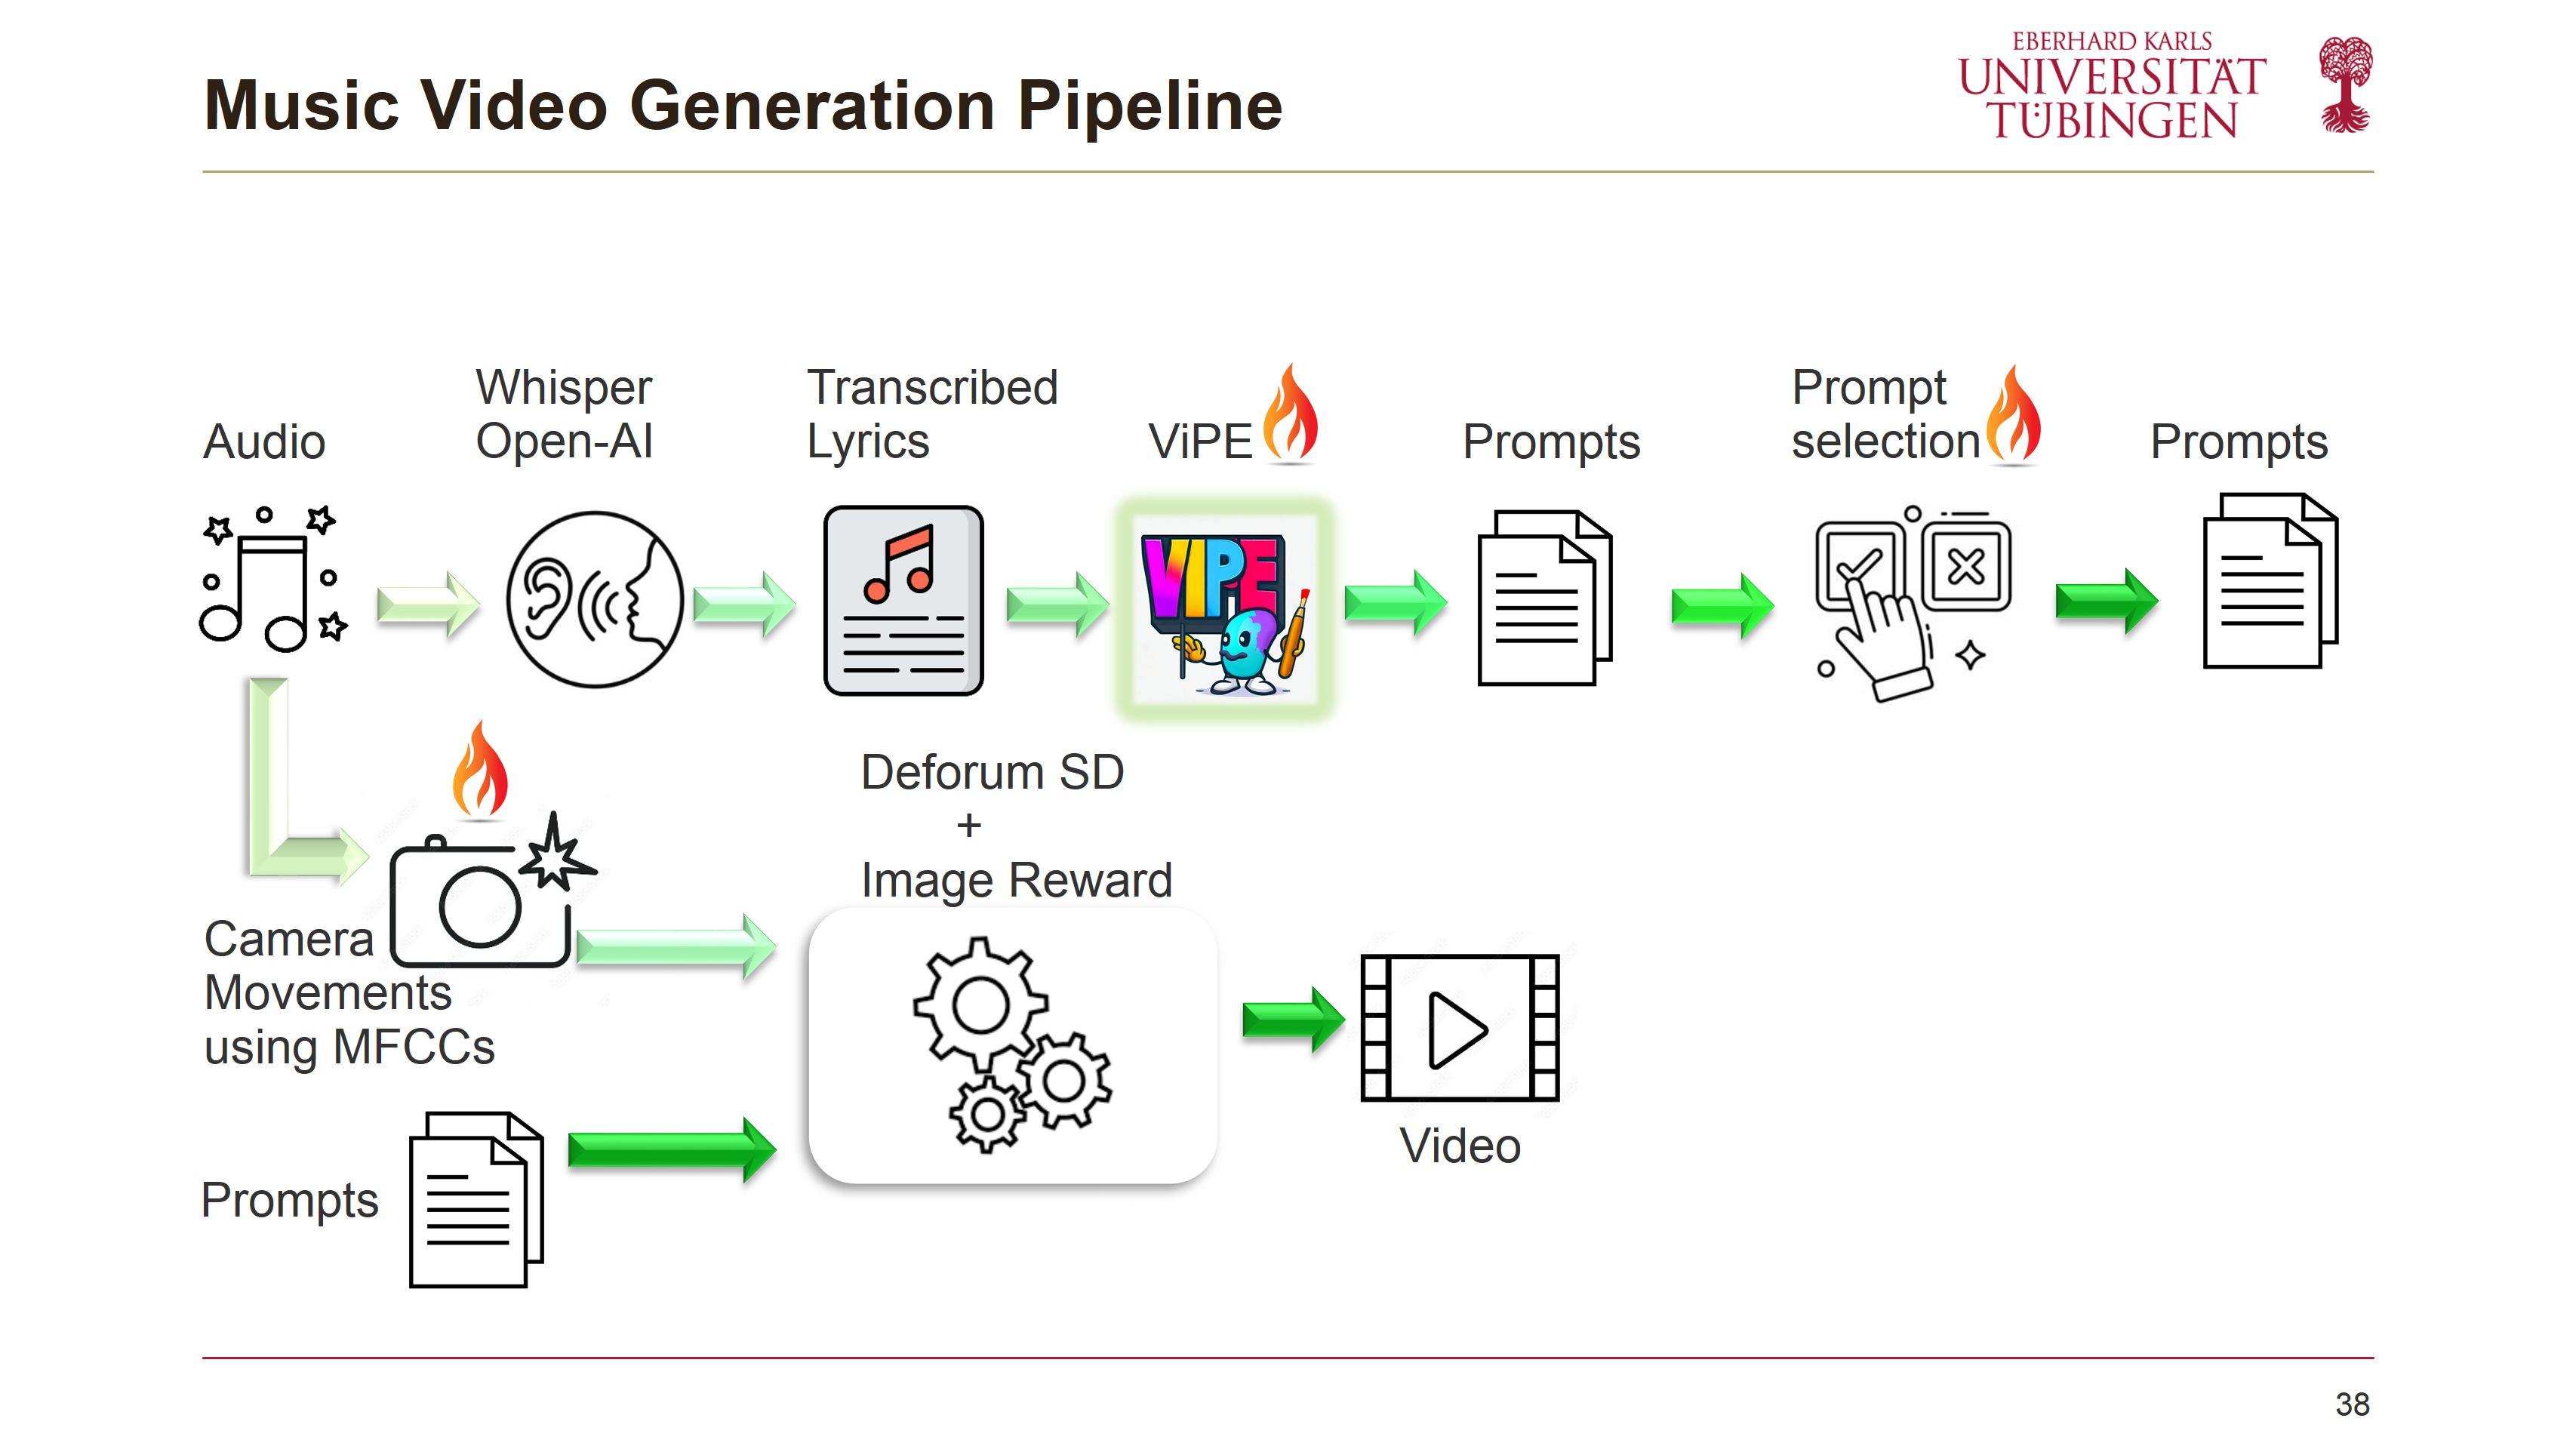 Music Video Generation Pipeline
EBERHARD KARLS
UNIVERSITÄT
TÜBINGEN
Audio
Whisper
Open-AI
Transcribed
Lyrics
ViPE
Prompts
Prompt
selection
Prompts
VIPE
Camera
Movements
using MFCCs
Deforum SD
+
Image Reward
Video
Prompts
38